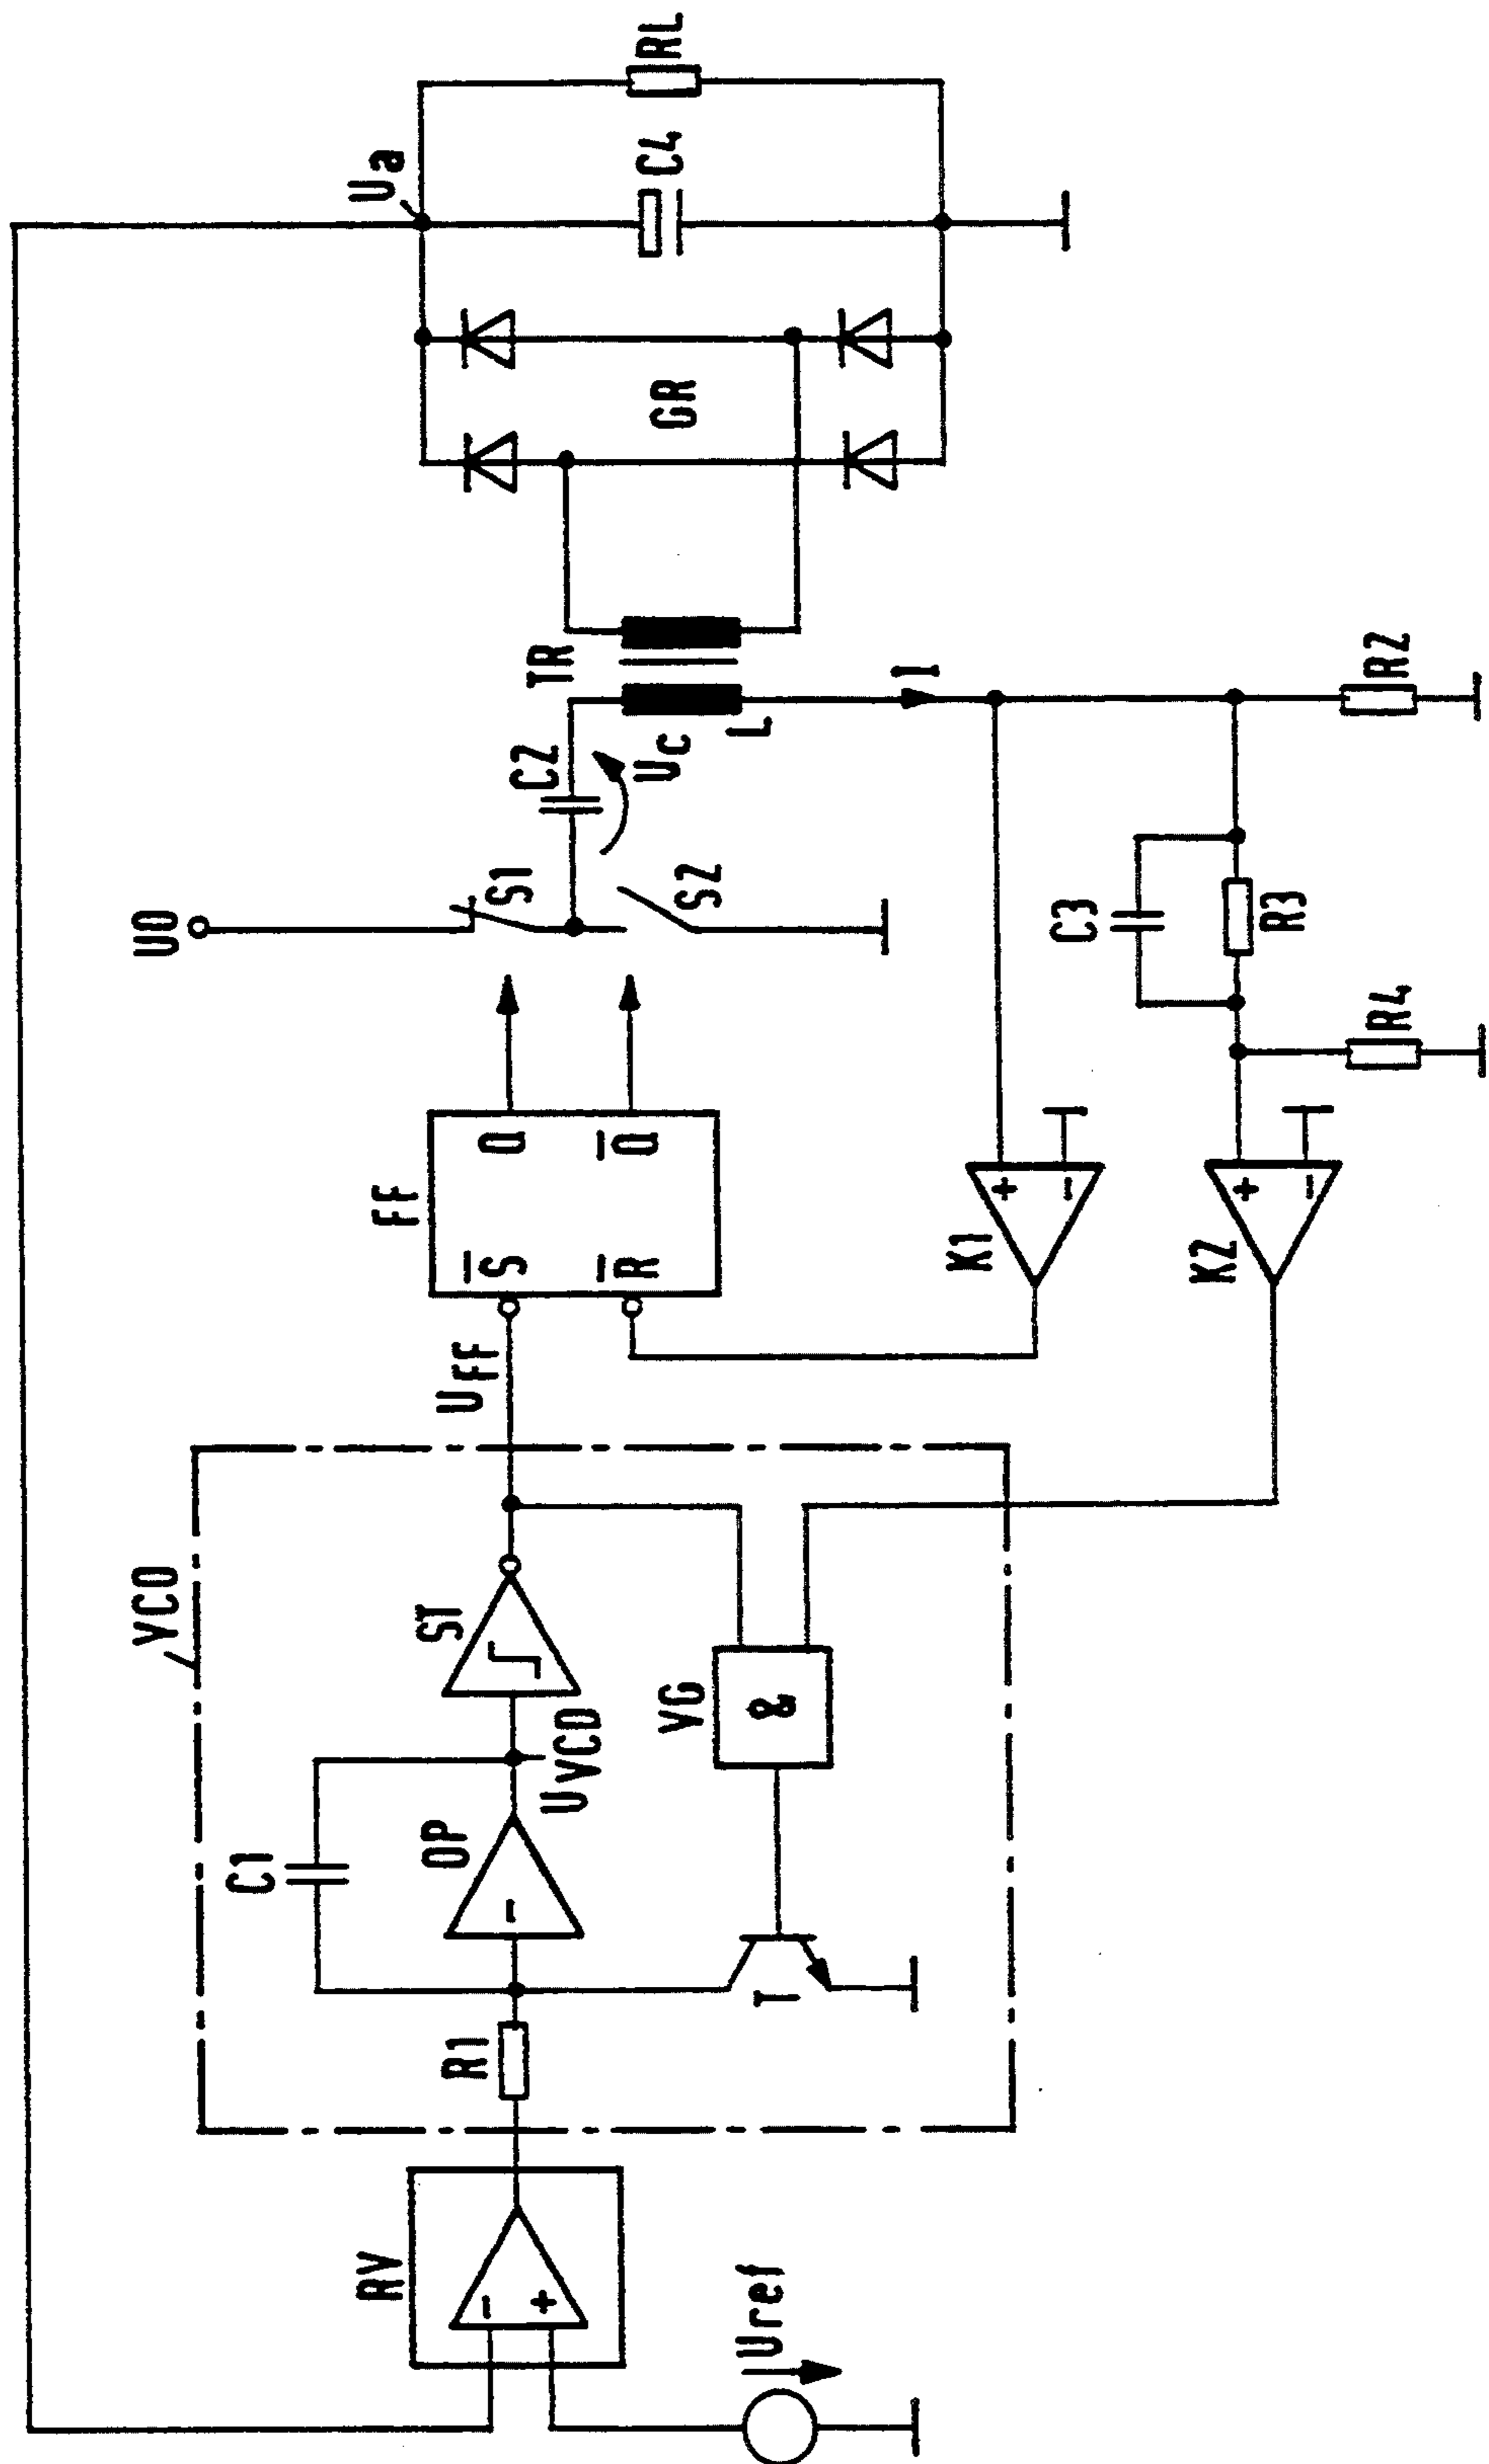 VCO
C1
OP
ST
R1
RV
-
+
Uref
-
UVCO
VG
&
T
UFF
FF
S̅
R̅
Q
Q̅
K1
+
-
K2
+
-
U0
S1
S2
C2
Uc
TR
L
I
C3
R3
R4
R2
GR
Ua
C4
RL